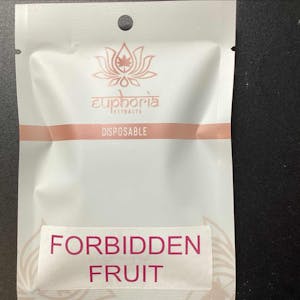 euphoria
EXTRACTS
DISPOSABLE
FORBIDDEN
FRUIT